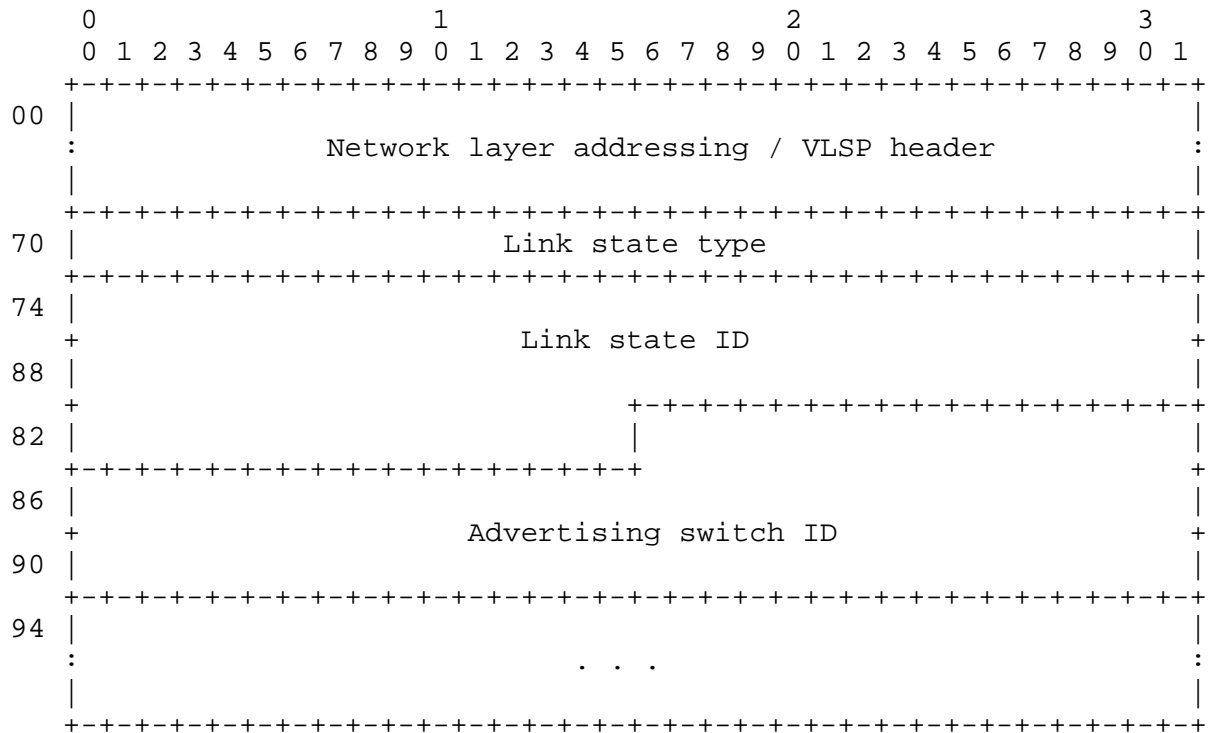 0                   1                   2                   3
0 1 2 3 4 5 6 7 8 9 0 1 2 3 4 5 6 7 8 9 0 1 2 3 4 5 6 7 8 9 0 1
+-+-+-+-+-+-+-+-+-+-+-+-+-+-+-+-+-+-+-+-+-+-+-+-+-+-+-+-+-+-+-+-+
00 |                                                               |
: Network layer addressing / VLSP header :
|                                                               |
+-+-+-+-+-+-+-+-+-+-+-+-+-+-+-+-+-+-+-+-+-+-+-+-+-+-+-+-+-+-+-+-+
70 | Link state type |
+-+-+-+-+-+-+-+-+-+-+-+-+-+-+-+-+-+-+-+-+-+-+-+-+-+-+-+-+-+-+-+-+
74 |                                                               |
+ Link state ID +
88 |                                                               |
+                               +-+-+-+-+-+-+-+-+-+-+-+-+-+-+-+-+
82 |                               |                               |
+-+-+-+-+-+-+-+-+-+-+-+-+-+-+-+-+                               +
86 |                                                               |
+ Advertising switch ID +
90 |                                                               |
+-+-+-+-+-+-+-+-+-+-+-+-+-+-+-+-+-+-+-+-+-+-+-+-+-+-+-+-+-+-+-+-+
94 |                                                               |
: . . . :
|                                                               |
+-+-+-+-+-+-+-+-+-+-+-+-+-+-+-+-+-+-+-+-+-+-+-+-+-+-+-+-+-+-+-+-+